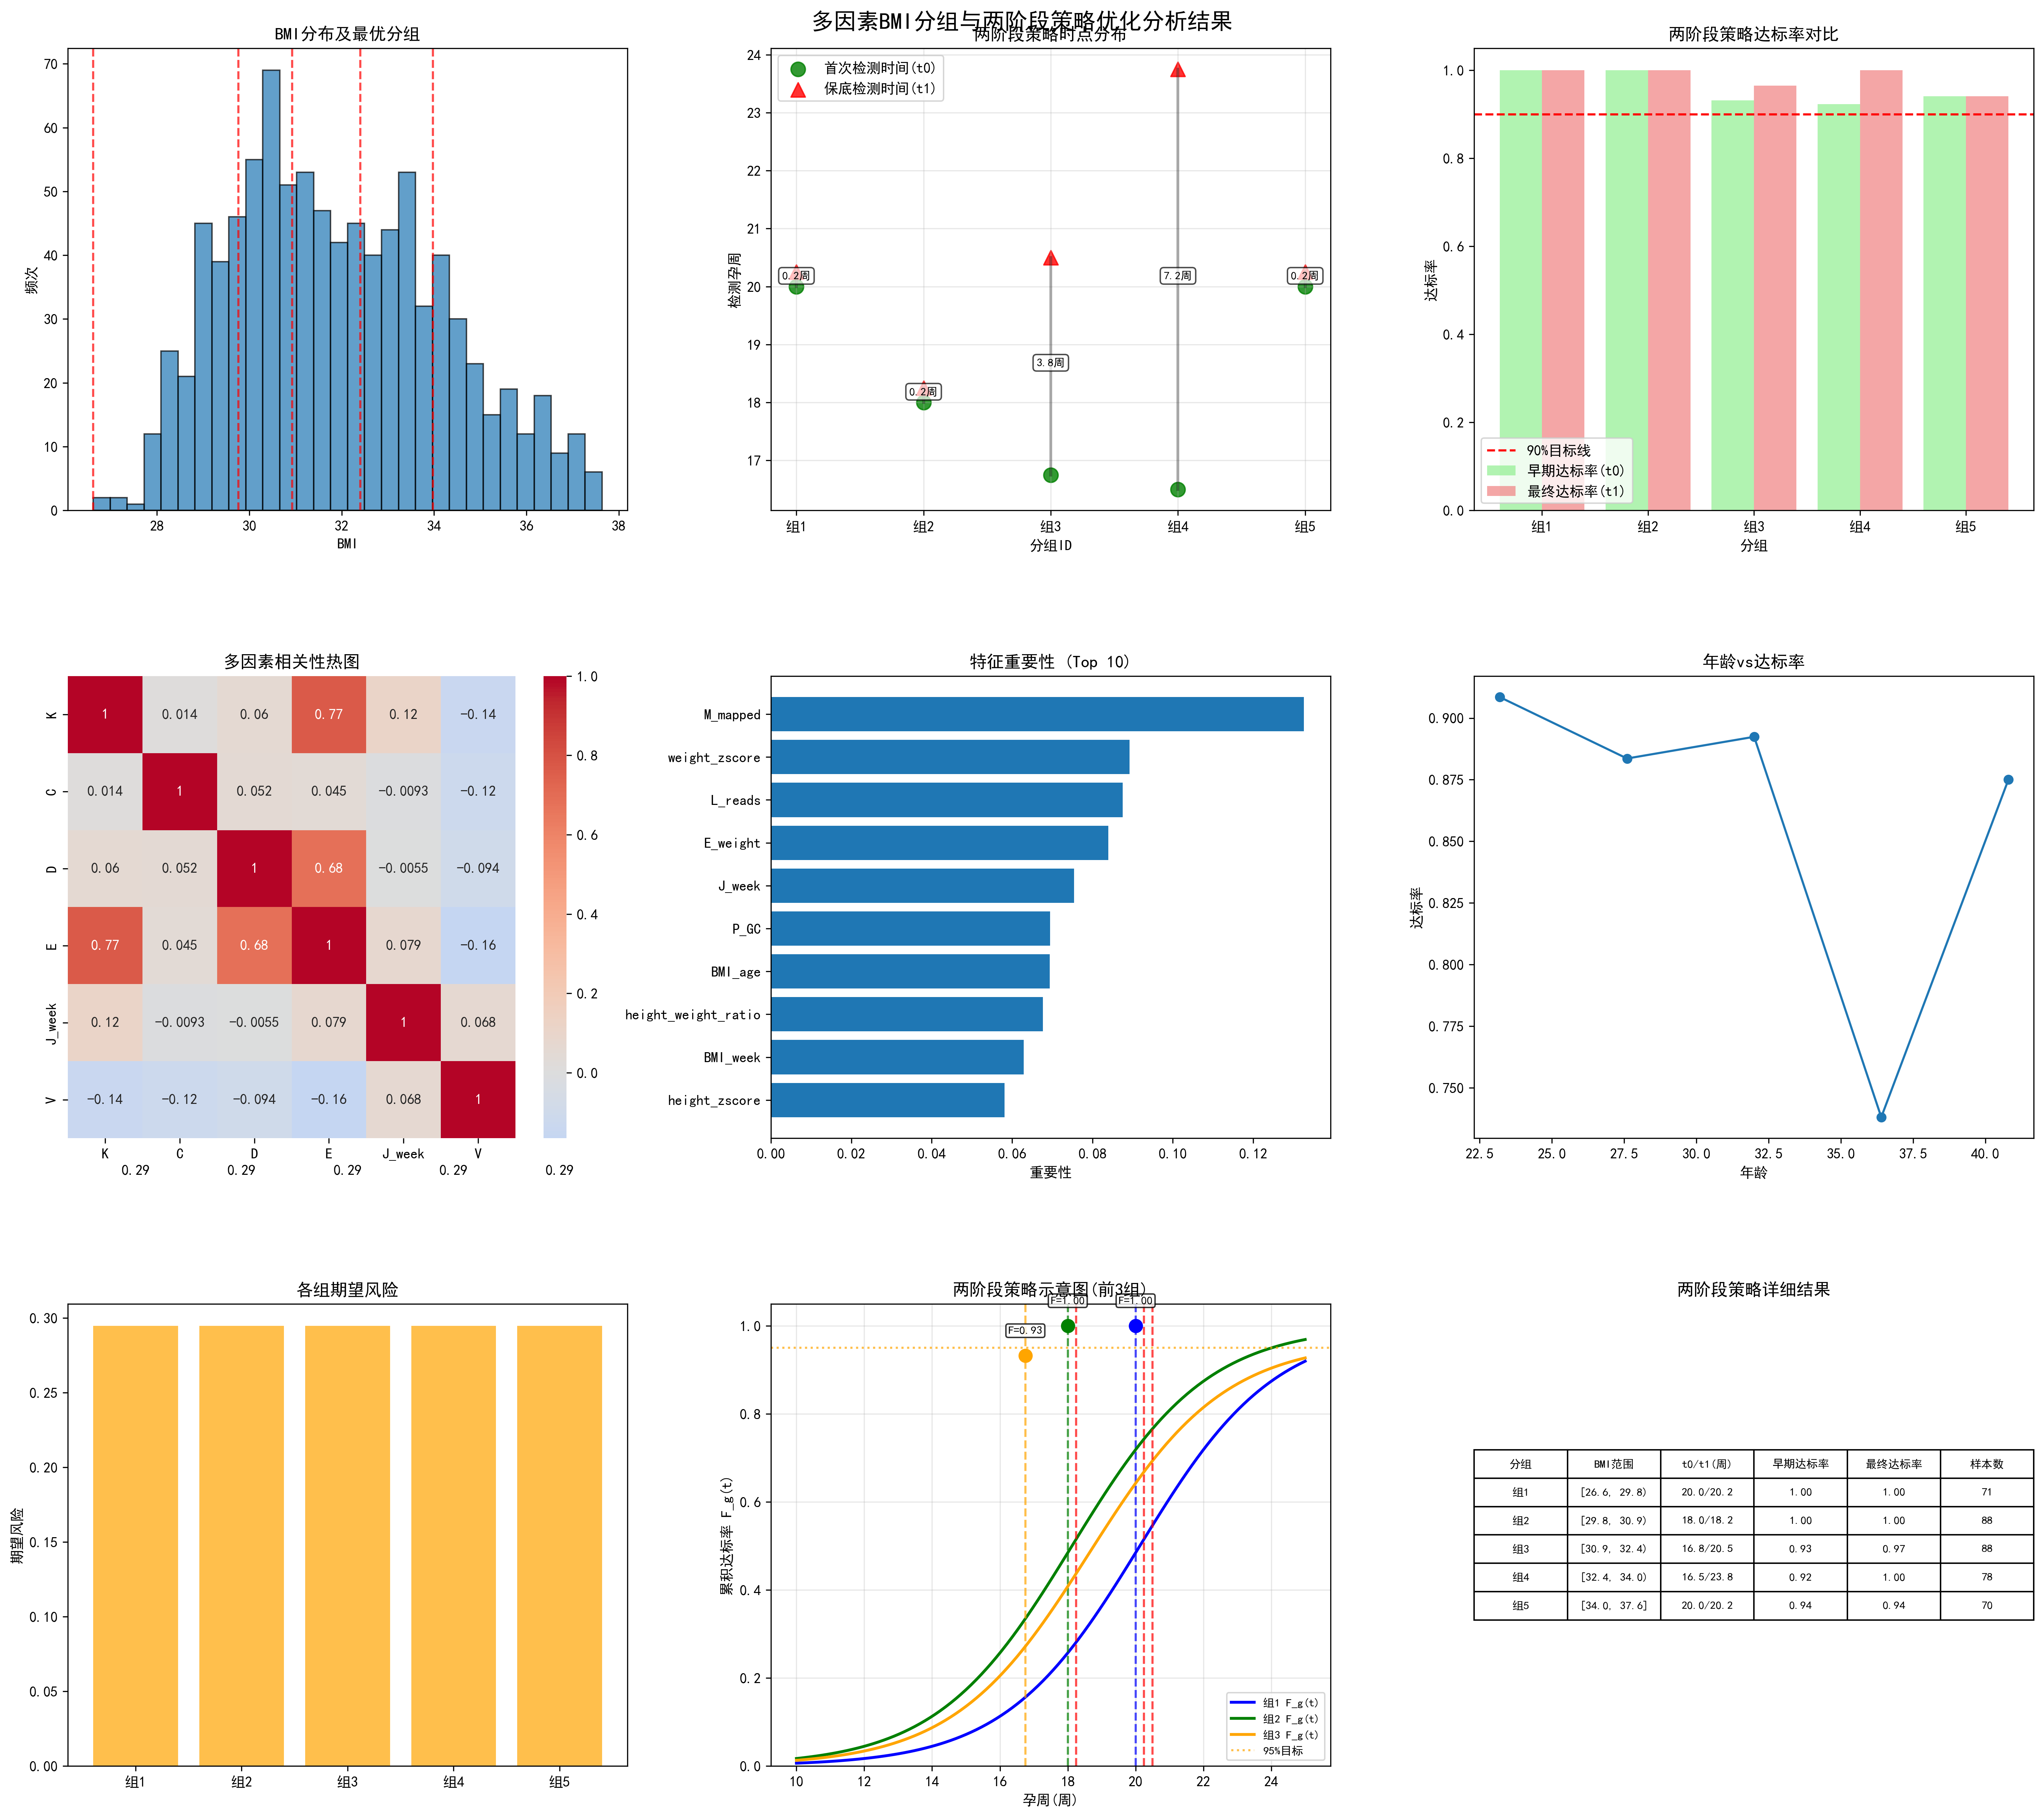 多因素BMI分组与两阶段策略优化分析结果
BMI分布及最优分组
频次
70
60
50
40
30
20
10
0
28 30 32 34 36 38
BMI
两阶段策略时点分布
首次检测时间(t0)
保底检测时间(t1)
检测孕周
24
23
22
21
20
19
18
17
0.2周
0.2周
3.8周
7.2周
0.2周
组1 组2 组3 组4 组5
分组ID
两阶段策略达标率对比
达标率
1.0
0.8
0.6
0.4
0.2
0.0
90%目标线
早期达标率(t0)
最终达标率(t1)
组1 组2 组3 组4 组5
分组
多因素相关性热图
K 1 0.014 0.06 0.77 0.12 −0.14
C 0.014 1 0.052 0.045 −0.0093 −0.12
D 0.06 0.052 1 0.68 −0.0055 −0.094
E 0.77 0.045 0.68 1 0.079 −0.16
J_week 0.12 −0.0093 −0.0055 0.079 1 0.068
V −0.14 −0.12 −0.094 −0.16 0.068 1
K C D E J_week V
1.0
0.8
0.6
0.4
0.2
0.0
特征重要性 (Top 10)
M_mapped
weight_zscore
L_reads
E_weight
J_week
P_GC
BMI_age
height_weight_ratio
BMI_week
height_zscore
0.00 0.02 0.04 0.06 0.08 0.10 0.12
重要性
年龄vs达标率
达标率
0.900
0.875
0.850
0.825
0.800
0.775
0.750
22.5 25.0 27.5 30.0 32.5 35.0 37.5 40.0
年龄
0.29 0.29 0.29 0.29 0.29
各组期望风险
期望风险
0.30
0.25
0.20
0.15
0.10
0.05
0.00
组1 组2 组3 组4 组5
两阶段策略示意图(前3组)
F=1.00 F=1.00
F=0.93
累积达标率 F_g(t)
1.0
0.8
0.6
0.4
0.2
0.0
组1 F_g(t)
组2 F_g(t)
组3 F_g(t)
95%目标
10 12 14 16 18 20 22 24
孕周(周)
两阶段策略详细结果
分组 BMI范围 t0/t1(周) 早期达标率 最终达标率 样本数
组1 [26.6, 29.8) 20.0/20.2 1.00 1.00 71
组2 [29.8, 30.9) 18.0/18.2 1.00 1.00 88
组3 [30.9, 32.4) 16.8/20.5 0.93 0.97 88
组4 [32.4, 34.0) 16.5/23.8 0.92 1.00 78
组5 [34.0, 37.6] 20.0/20.2 0.94 0.94 70